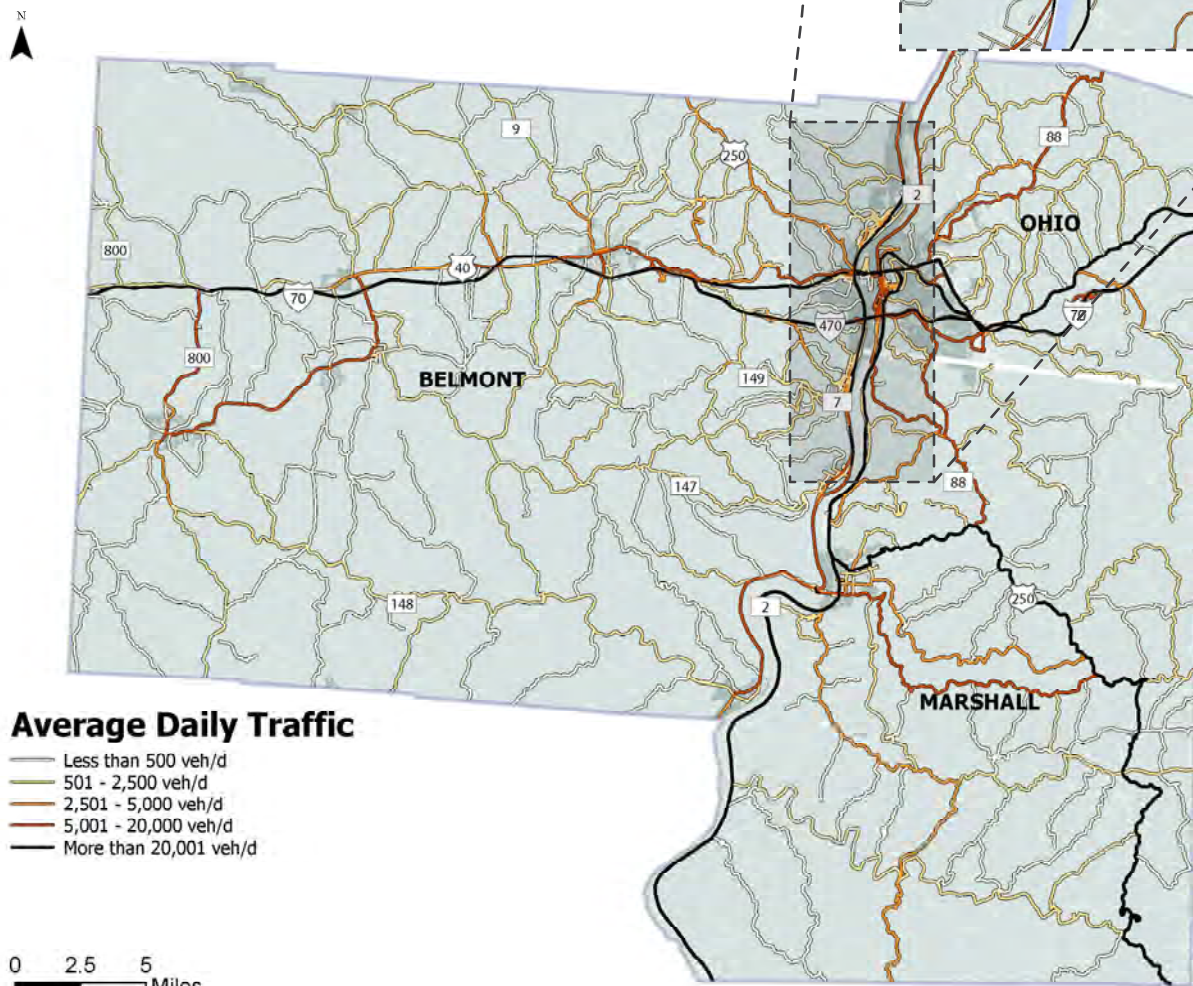 N
9
88
250
2
OHIO
800
40
70
70
470
800
BELMONT
149
7
88
147
250
148
2
MARSHALL
Average Daily Traffic
Less than 500 veh/d
501 - 2,500 veh/d
2,501 - 5,000 veh/d
5,001 - 20,000 veh/d
More than 20,001 veh/d
0 2.5 5
Miles